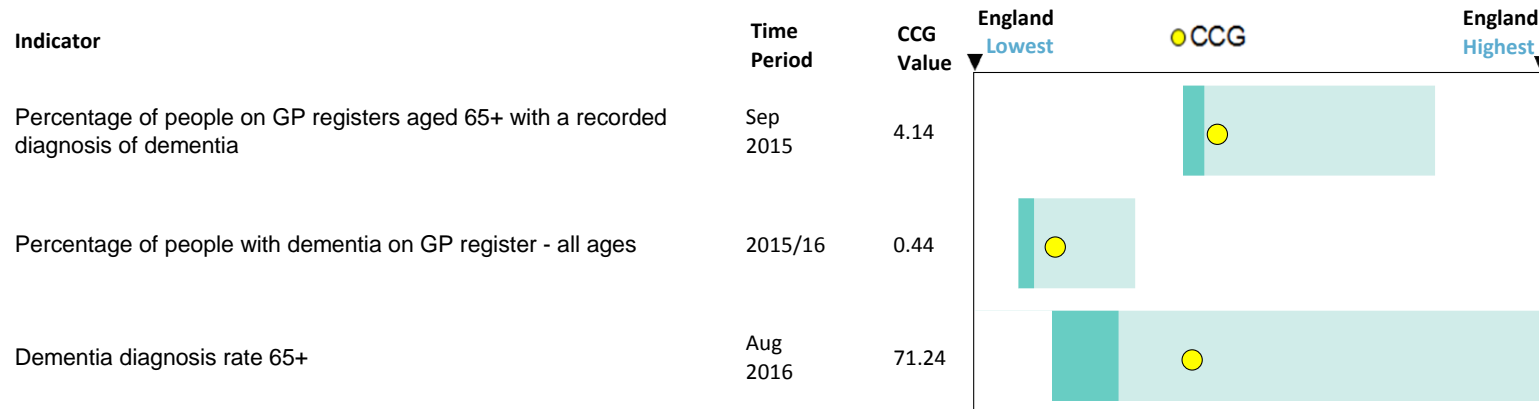 Indicator
Time
Period
CCG
Value
England
Lowest
CCG
England
Highest
Percentage of people on GP registers aged 65+ with a recorded
diagnosis of dementia
Sep
2015
4.14
Percentage of people with dementia on GP register - all ages
2015/16
0.44
Dementia diagnosis rate 65+
Aug
2016
71.24